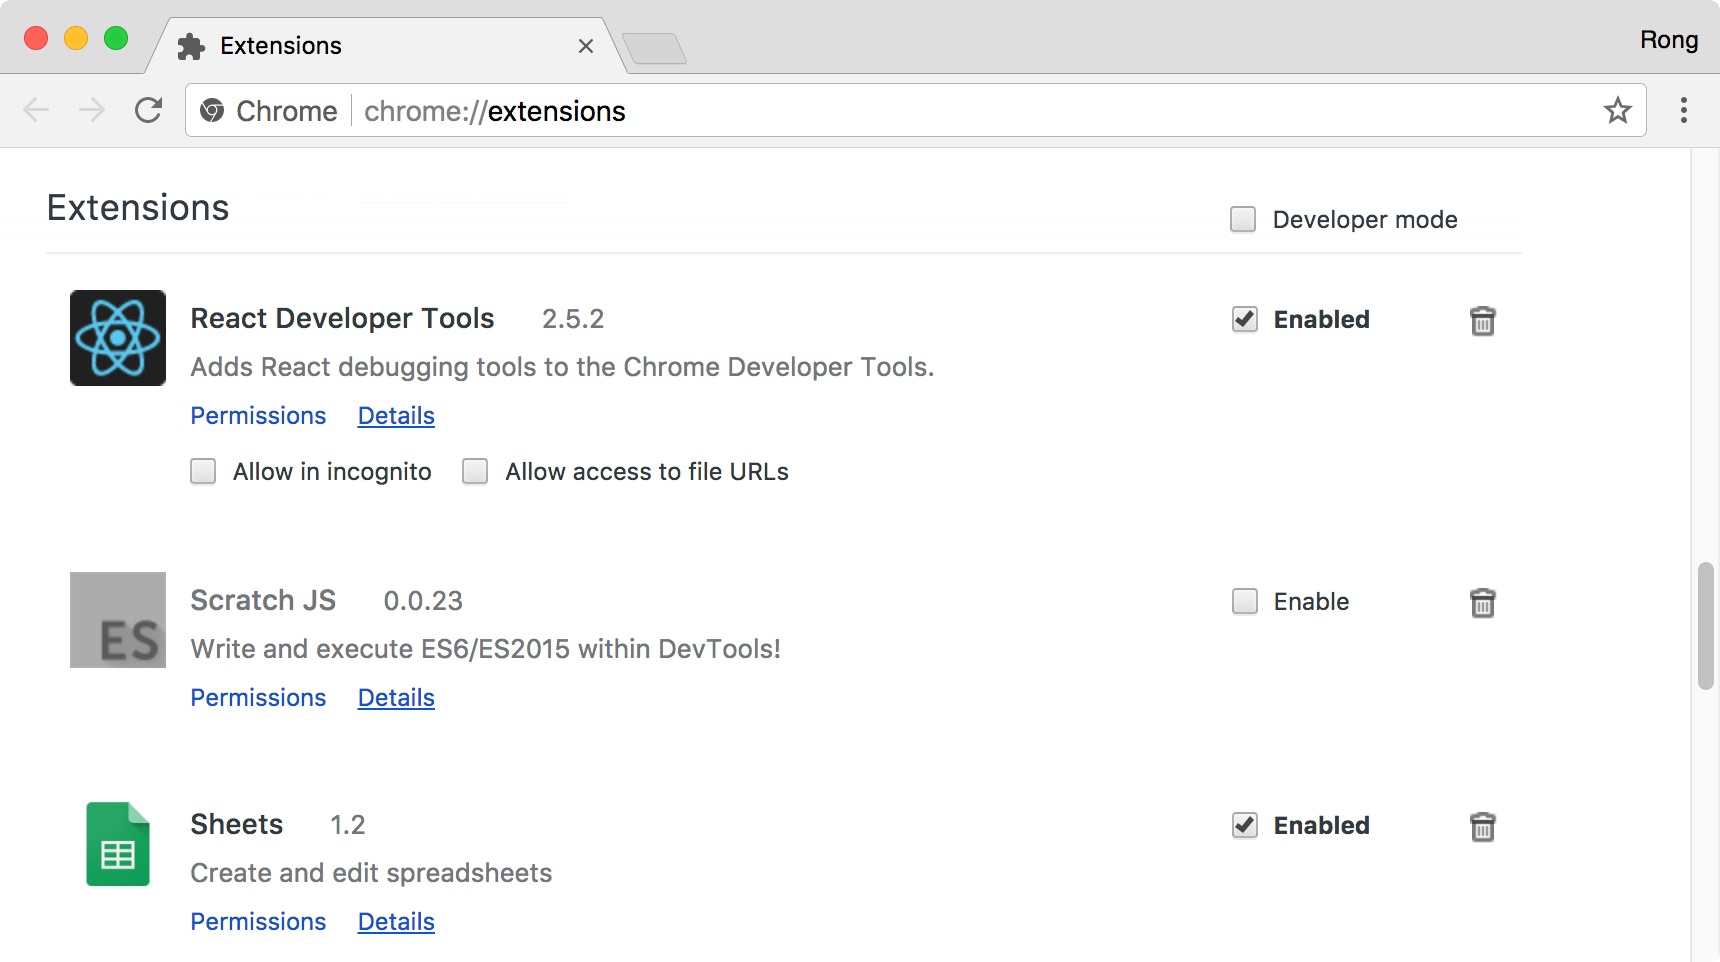 Extensions
Rong
Chrome chrome://extensions
Extensions
Developer mode
React Developer Tools 2.5.2
Enabled
Adds React debugging tools to the Chrome Developer Tools.
Permissions Details
Allow in incognito Allow access to file URLs
ES
Scratch JS 0.0.23
Enable
Write and execute ES6/ES2015 within DevTools!
Permissions Details
Sheets 1.2
Enabled
Create and edit spreadsheets
Permissions Details